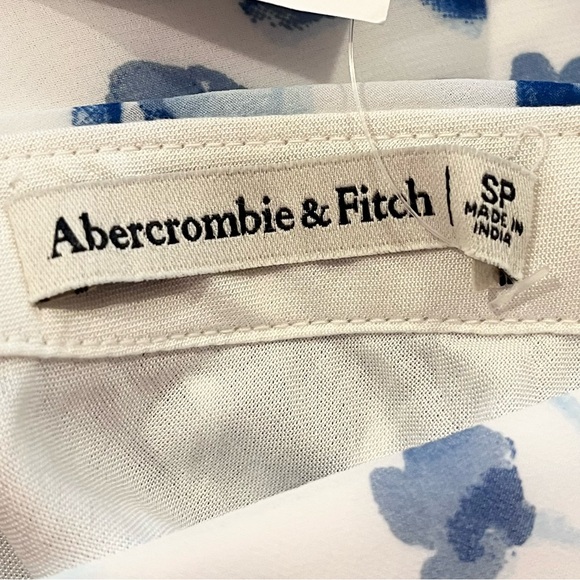 Abercrombie & Fitch
SP
MADE IN
INDIA